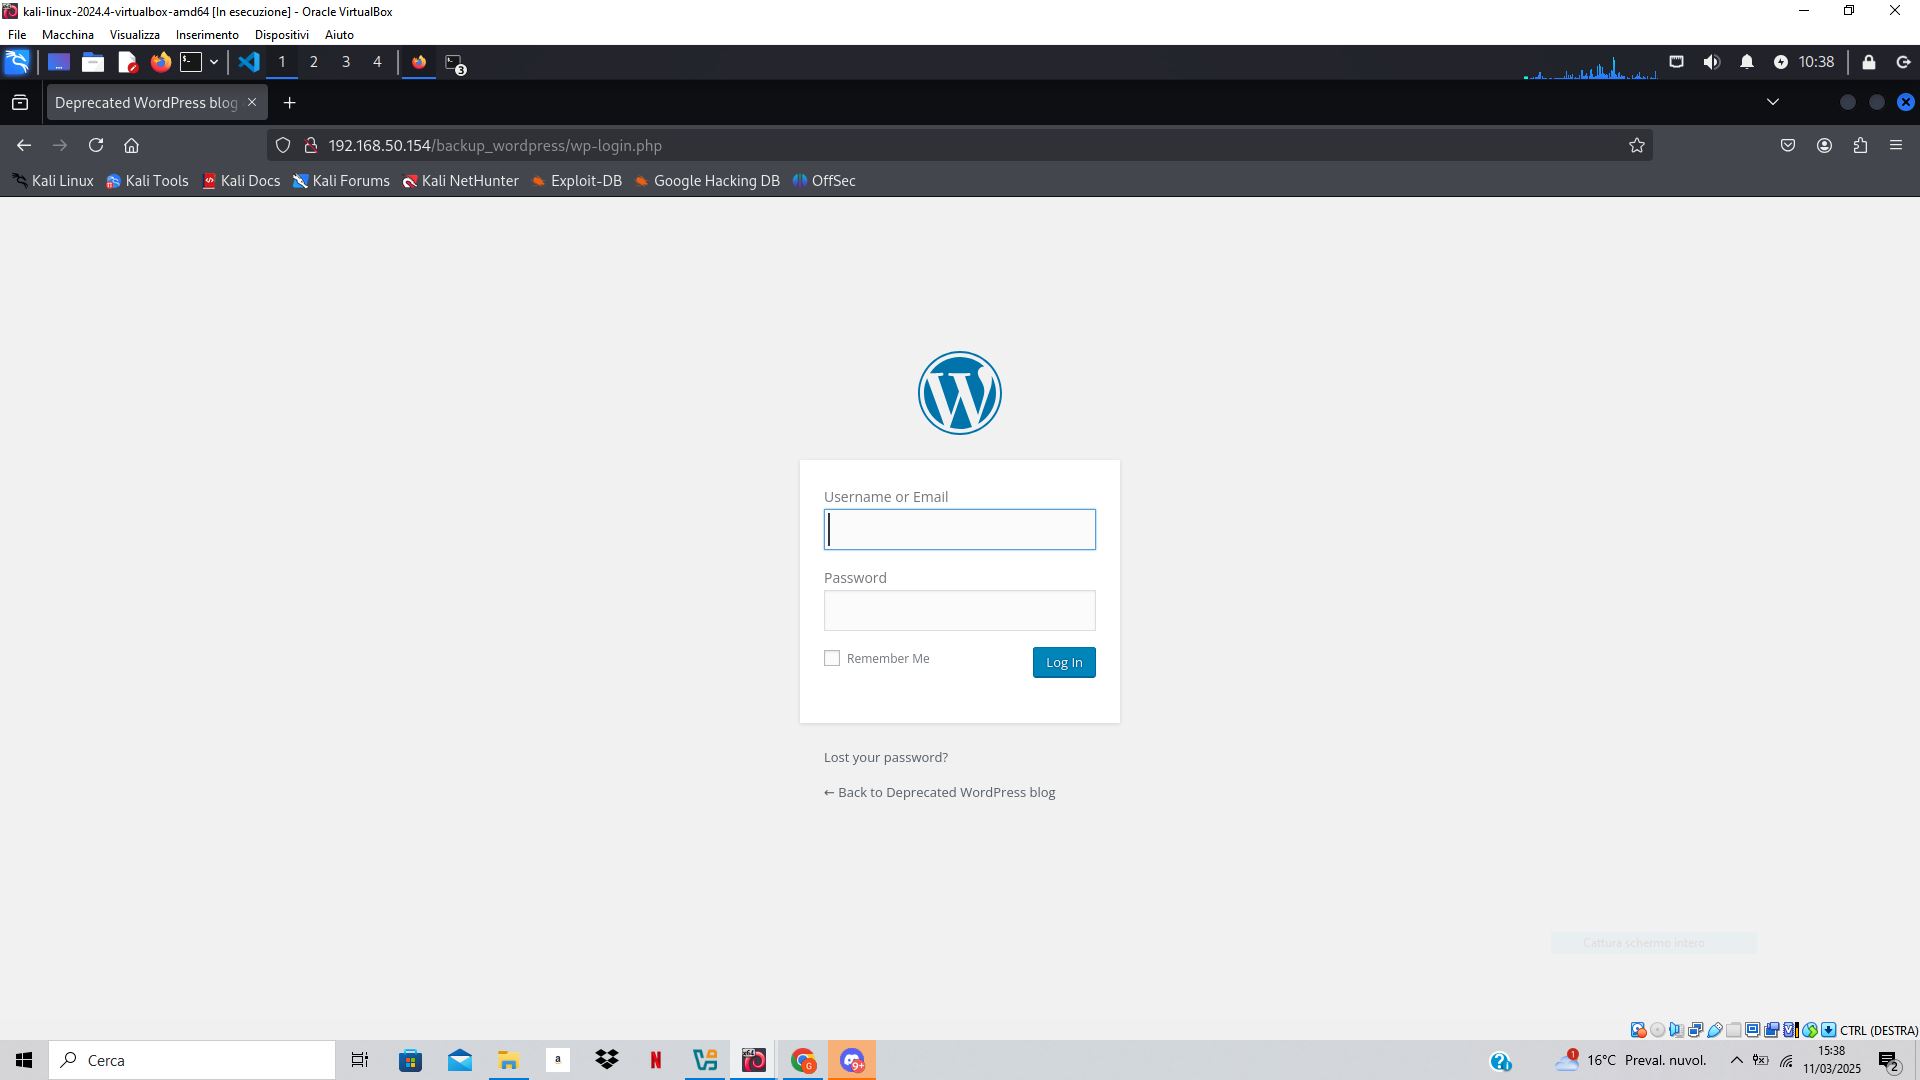 kali-linux-2024.4-virtualbox-amd64 [In esecuzione] - Oracle VirtualBox
File Macchina Visualizza Inserimento Dispositivi Aiuto
1 2 3 4 3 10:38
Deprecated WordPress blog
192.168.50.154/backup_wordpress/wp-login.php
Kali Linux Kali Tools Kali Docs Kali Forums Kali NetHunter Exploit-DB Google Hacking DB OffSec
Username or Email
Password
Remember Me Log In
Lost your password?
← Back to Deprecated WordPress blog
Cattura schermo intero
CTRL (DESTRA)
Cerca
16°C Preval. nuvol.
15:38
11/03/2025